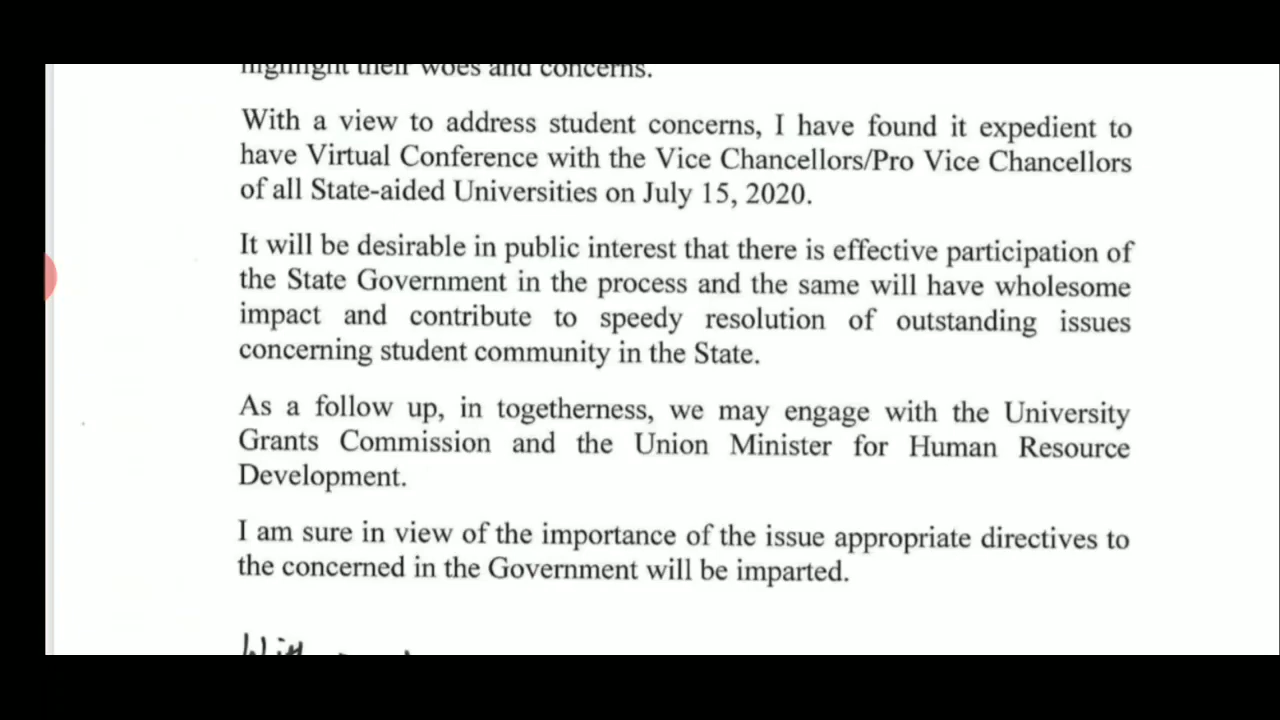 highlight their woes and concerns.
With a view to address student concerns, I have found it expedient to
have Virtual Conference with the Vice Chancellors/Pro Vice Chancellors
of all State-aided Universities on July 15, 2020.
It will be desirable in public interest that there is effective participation of
the State Government in the process and the same will have wholesome
impact and contribute to speedy resolution of outstanding issues
concerning student community in the State.
As a follow up, in togetherness, we may engage with the University
Grants Commission and the Union Minister for Human Resource
Development.
I am sure in view of the importance of the issue appropriate directives to
the concerned in the Government will be imparted.